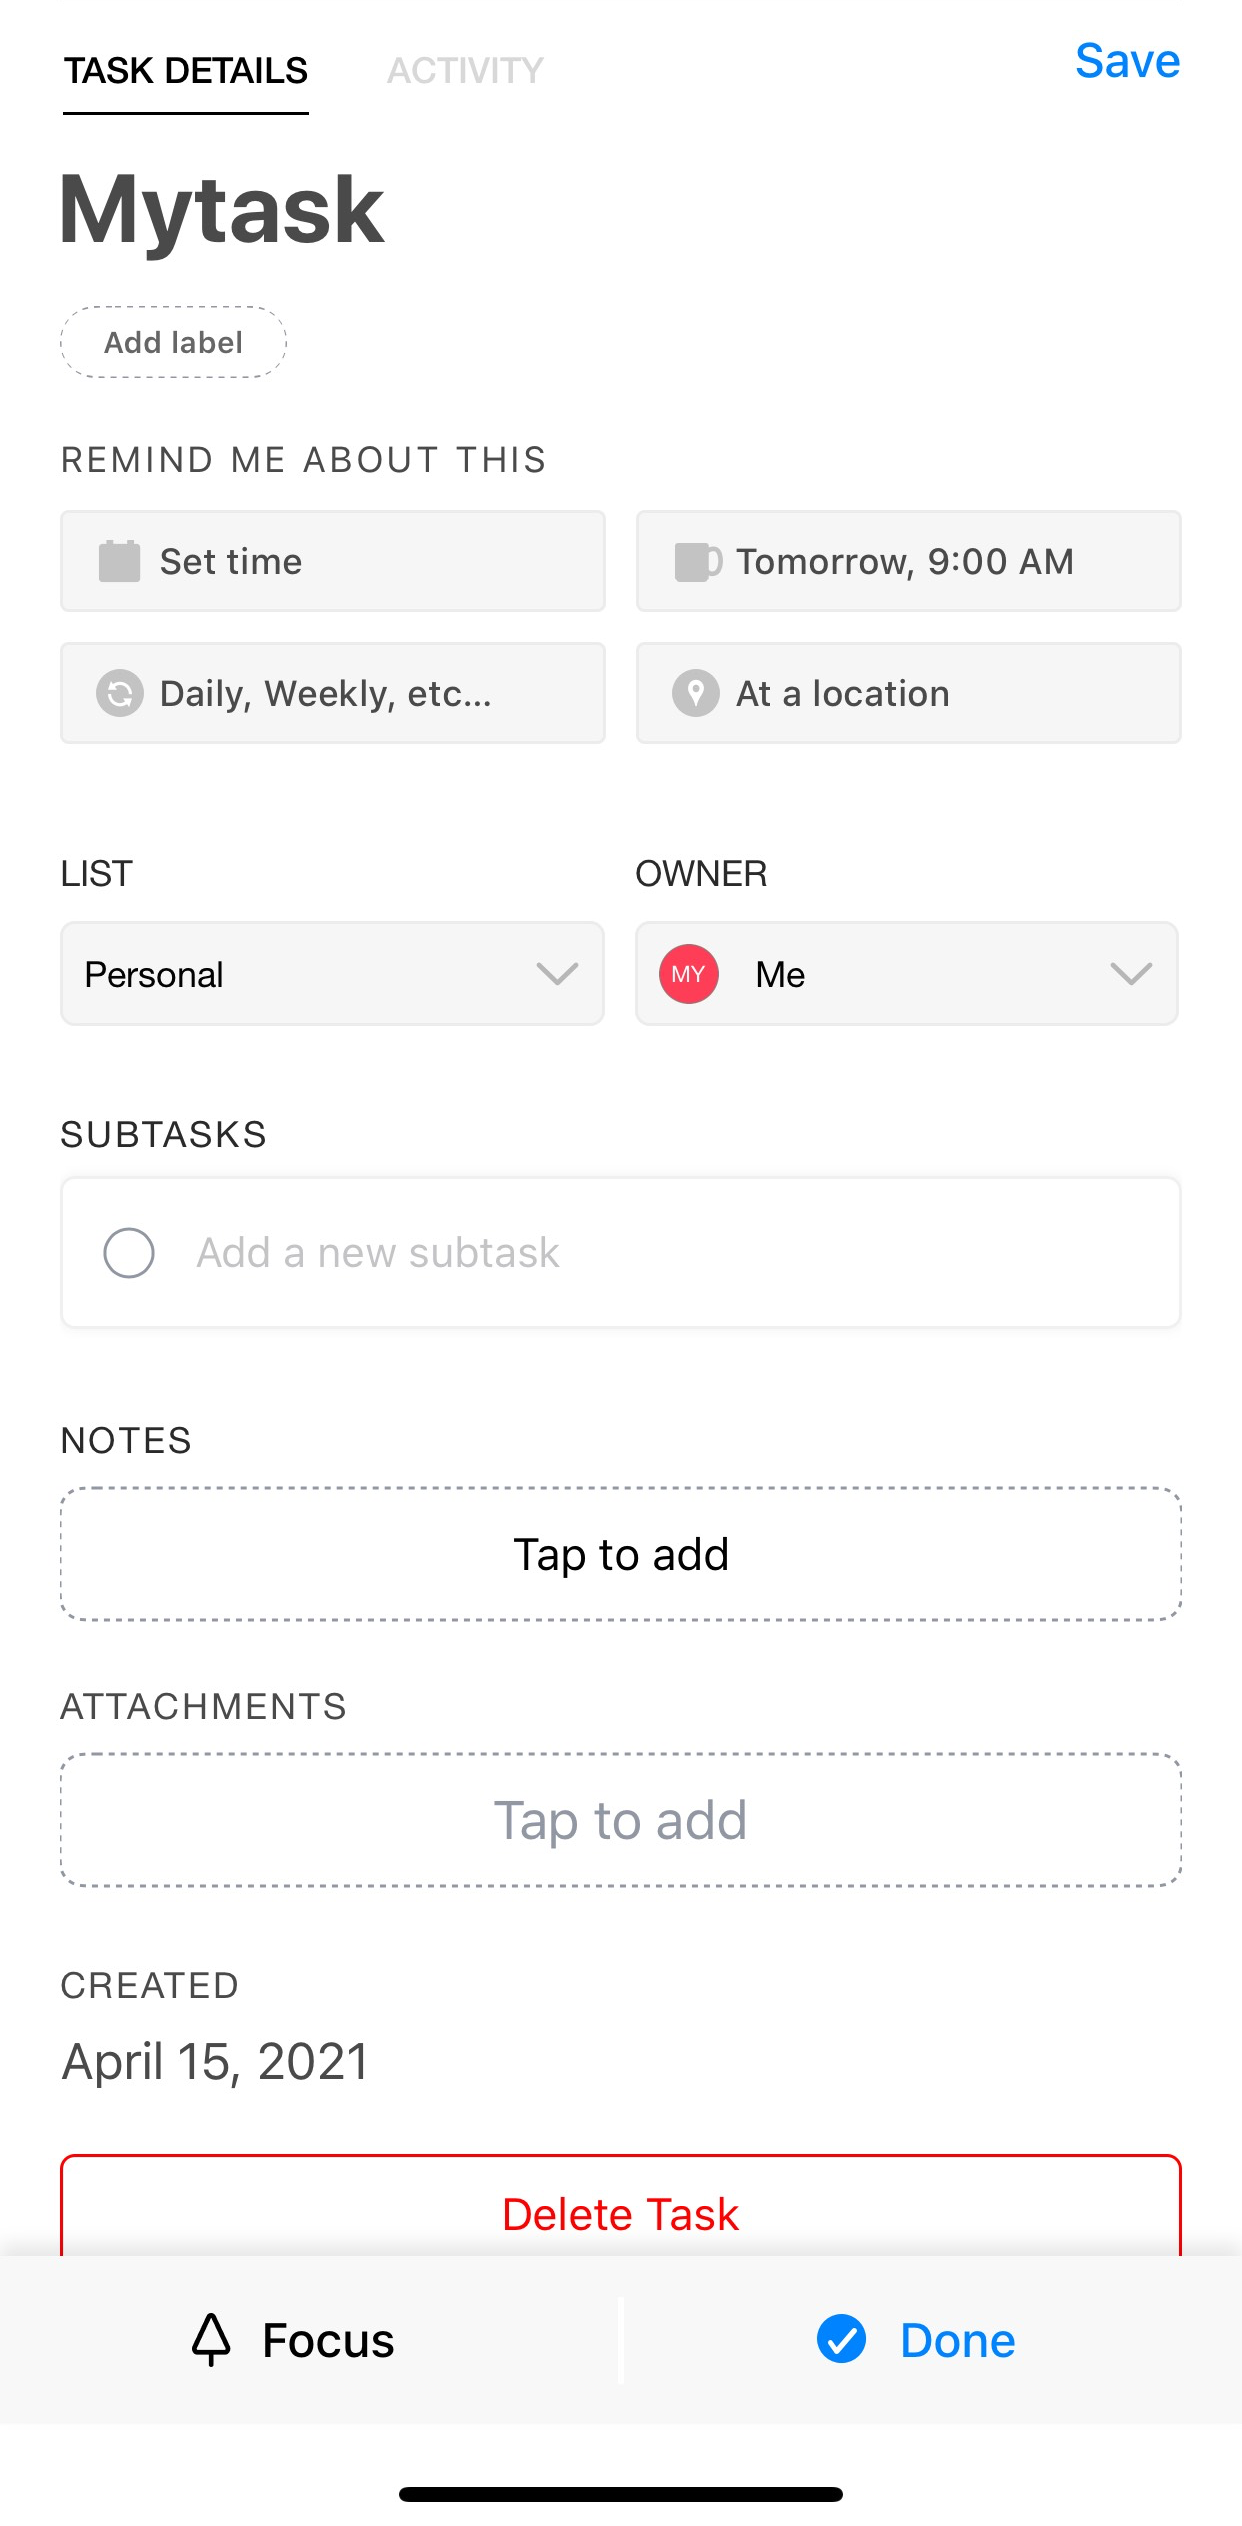 TASK DETAILS ACTIVITY Save
Mytask
Add label
REMIND ME ABOUT THIS
Set time Tomorrow, 9:00 AM
Daily, Weekly, etc... At a location
LIST OWNER
Personal MY Me
SUBTASKS
Add a new subtask
NOTES
Tap to add
ATTACHMENTS
Tap to add
CREATED
April 15, 2021
Delete Task
Focus Done